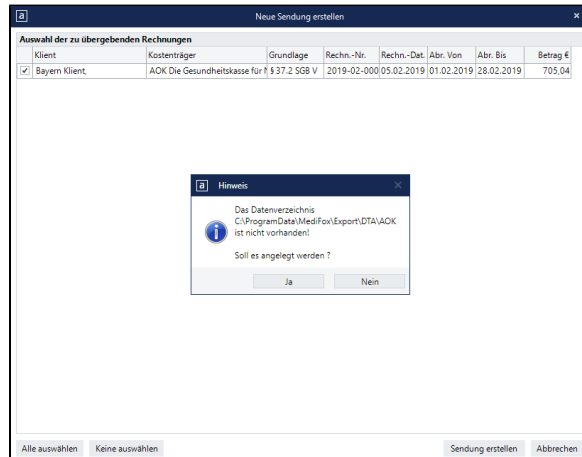 a Neue Sendung erstellen ×
Auswahl der zu übergebenden Rechnungen
Klient Kostenträger Grundlage Rechn.-Nr. Rechn.-Dat. Abr. Von Abr. Bis Betrag €
Bayern Klient, AOK Die Gesundheitskasse für N § 37.2 SGB V 2019-02-000 05.02.2019 01.02.2019 28.02.2019 705,04
a Hinweis ×
Das Datenverzeichnis
C:\ProgramData\MediFox\Export\DTA\AOK
ist nicht vorhanden!
Soll es angelegt werden ?
Ja Nein
Alle auswählen Keine auswählen Sendung erstellen Abbrechen